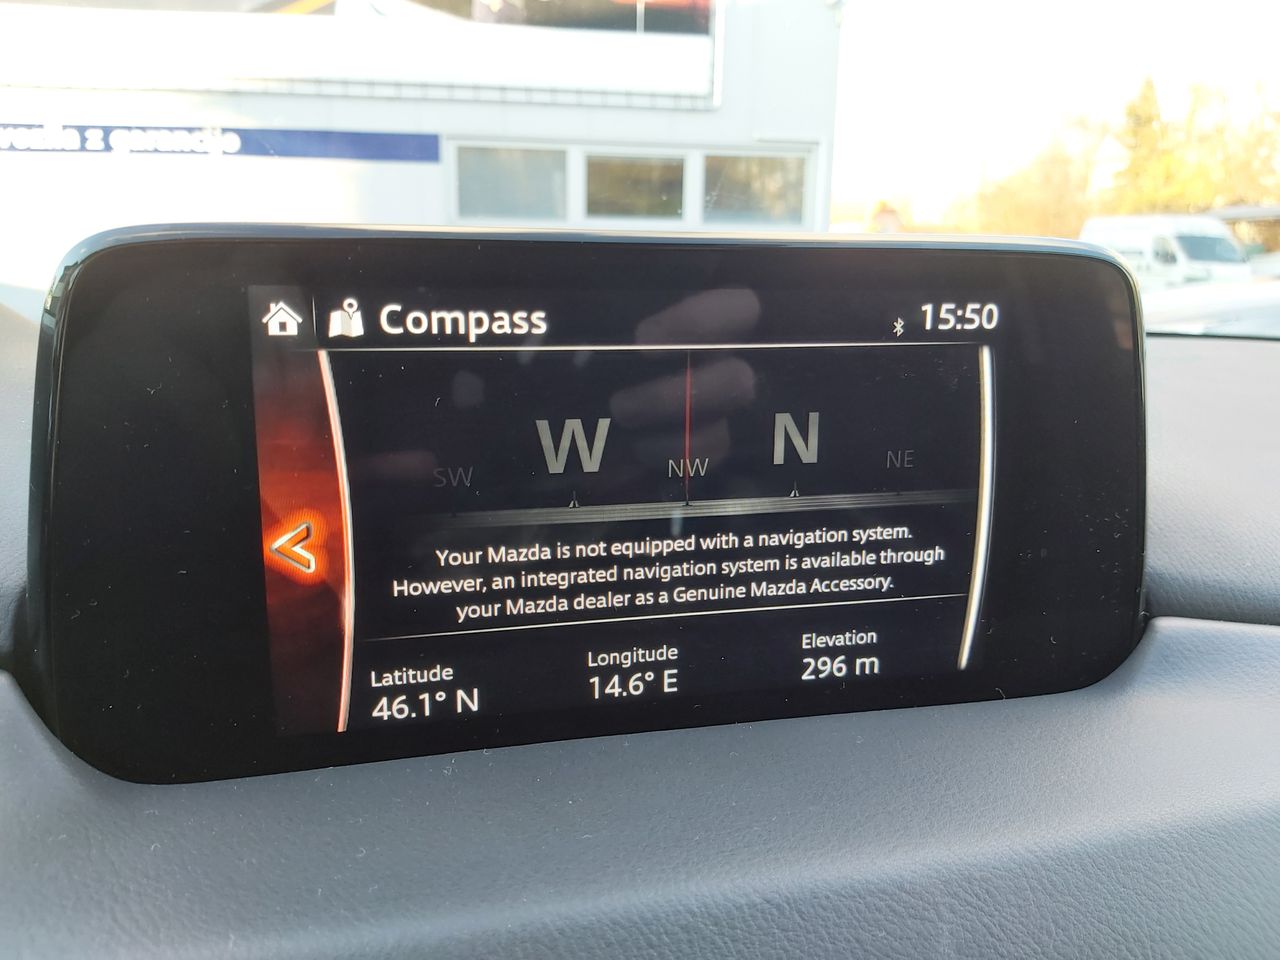 z garancijo
Compass
15:50
W
N
SW
NW
NE
Your Mazda is not equipped with a navigation system.
However, an integrated navigation system is available through
your Mazda dealer as a Genuine Mazda Accessory.
Latitude
Longitude
Elevation
46.1° N
14.6° E
296 m